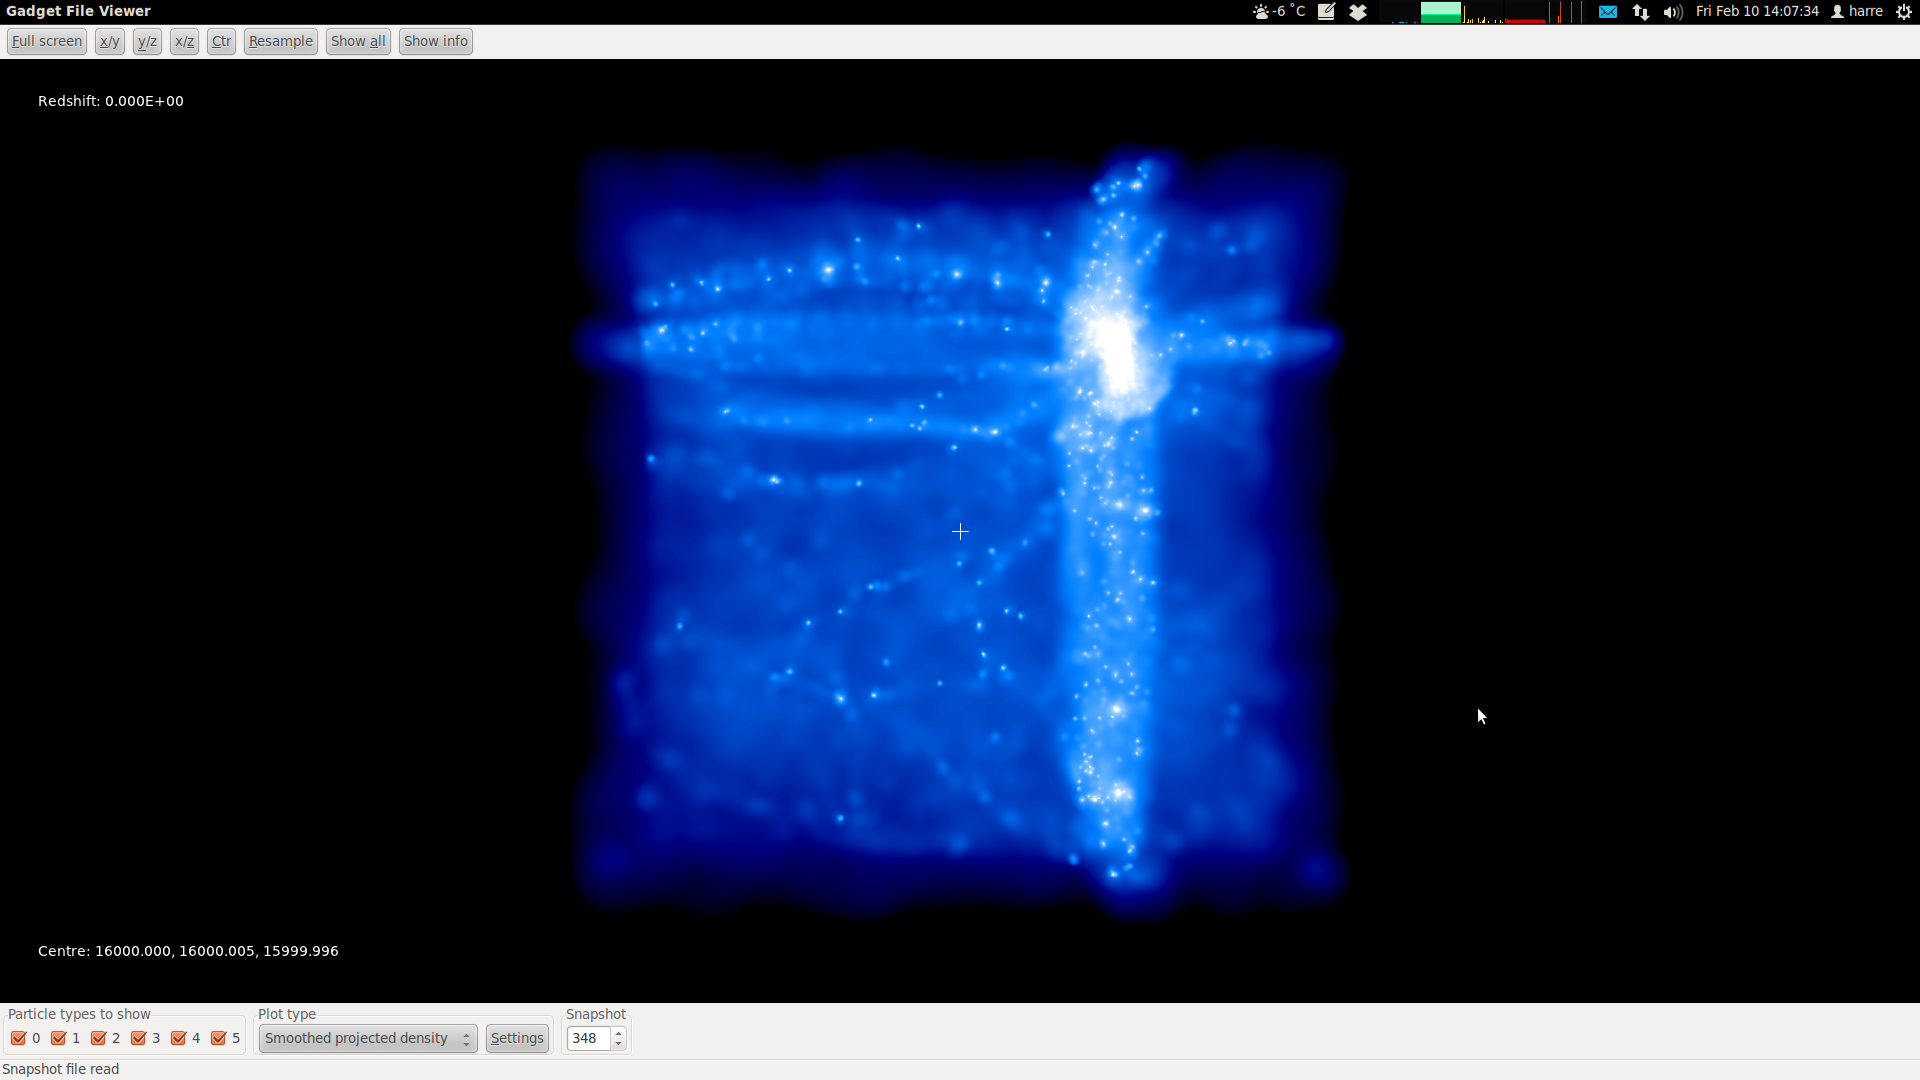 Gadget File Viewer -6 °C Fri Feb 10 14:07:34 harre
Full screen x/y y/z x/z Ctr Resample Show all Show info
Redshift: 0.000E+00
Centre: 16000.000, 16000.005, 15999.996
Particle types to show Plot type Snapshot
0 1 2 3 4 5 Smoothed projected density Settings 348
Snapshot file read